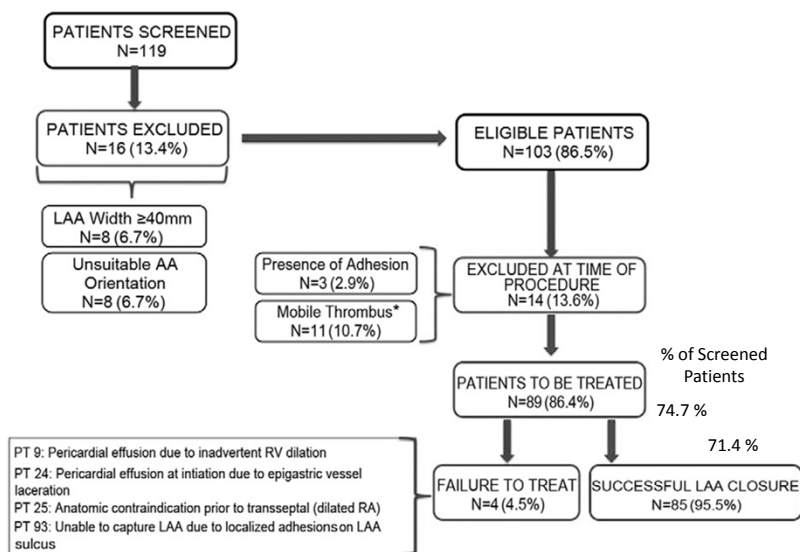 PATIENTS SCREENED
N=119
PATIENTS EXCLUDED
N=16 (13.4%)
ELIGIBLE PATIENTS
N=103 (86.5%)
LAA Width ≥40mm
N=8 (6.7%)
Unsuitable AA
Orientation
N=8 (6.7%)
Presence of Adhesion
N=3 (2.9%)
Mobile Thrombus*
N=11 (10.7%)
EXCLUDED AT TIME OF
PROCEDURE
N=14 (13.6%)
% of Screened
Patients
PATIENTS TO BE TREATED
N=89 (86.4%)
74.7 %
71.4 %
PT 9: Pericardial effusion due to inadvertent RV dilation
PT 24: Pericardial effusion at intiation due to epigastric vessel
laceration
PT 25: Anatomic contraindication prior to transseptal (dilated RA)
PT 93: Unable to capture LAA due to localized adhesions on LAA
sulcus
FAILURE TO
TREAT
N=4 (4.5%)
SUCCESSFUL LAA CLOSURE
N=85 (95.5%)